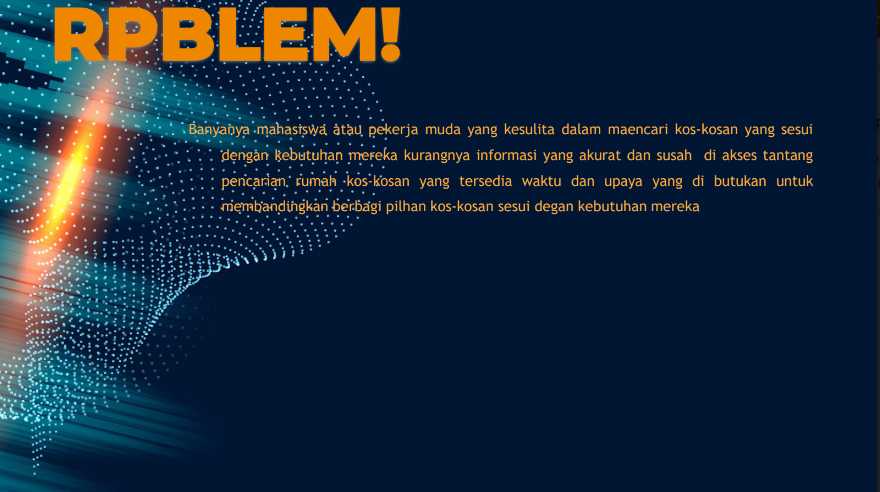 RPBLEM!
Banyanya mahasiswa atau pekerja muda yang kesulita dalam maencari kos-kosan yang sesui
dengan kebutuhan mereka kurangnya informasi yang akurat dan susah di akses tantang
pencarian rumah kos-kosan yang tersedia waktu dan upaya yang di butukan untuk
membandingkan berbagi pilhan kos-kosan sesui degan kebutuhan mereka